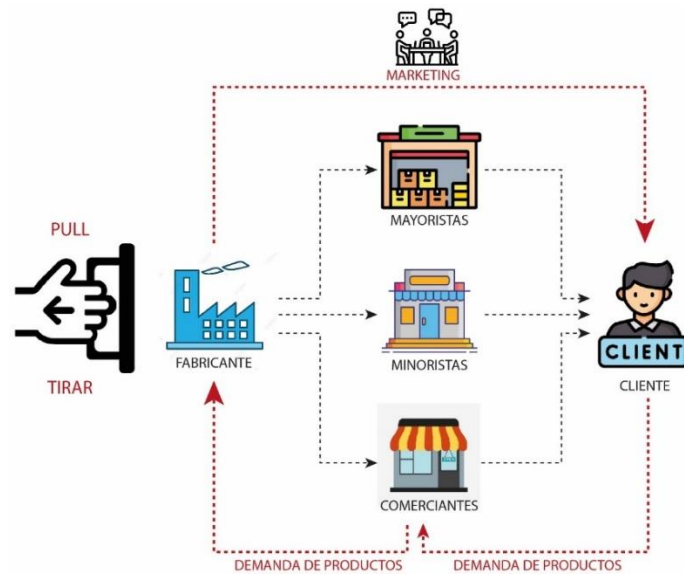 MARKETING
MAYORISTAS
PULL
TIRAR
FABRICANTE
MINORISTAS
CLIENT
CLIENTE
COMERCIANTES
DEMANDA DE PRODUCTOS
DEMANDA DE PRODUCTOS